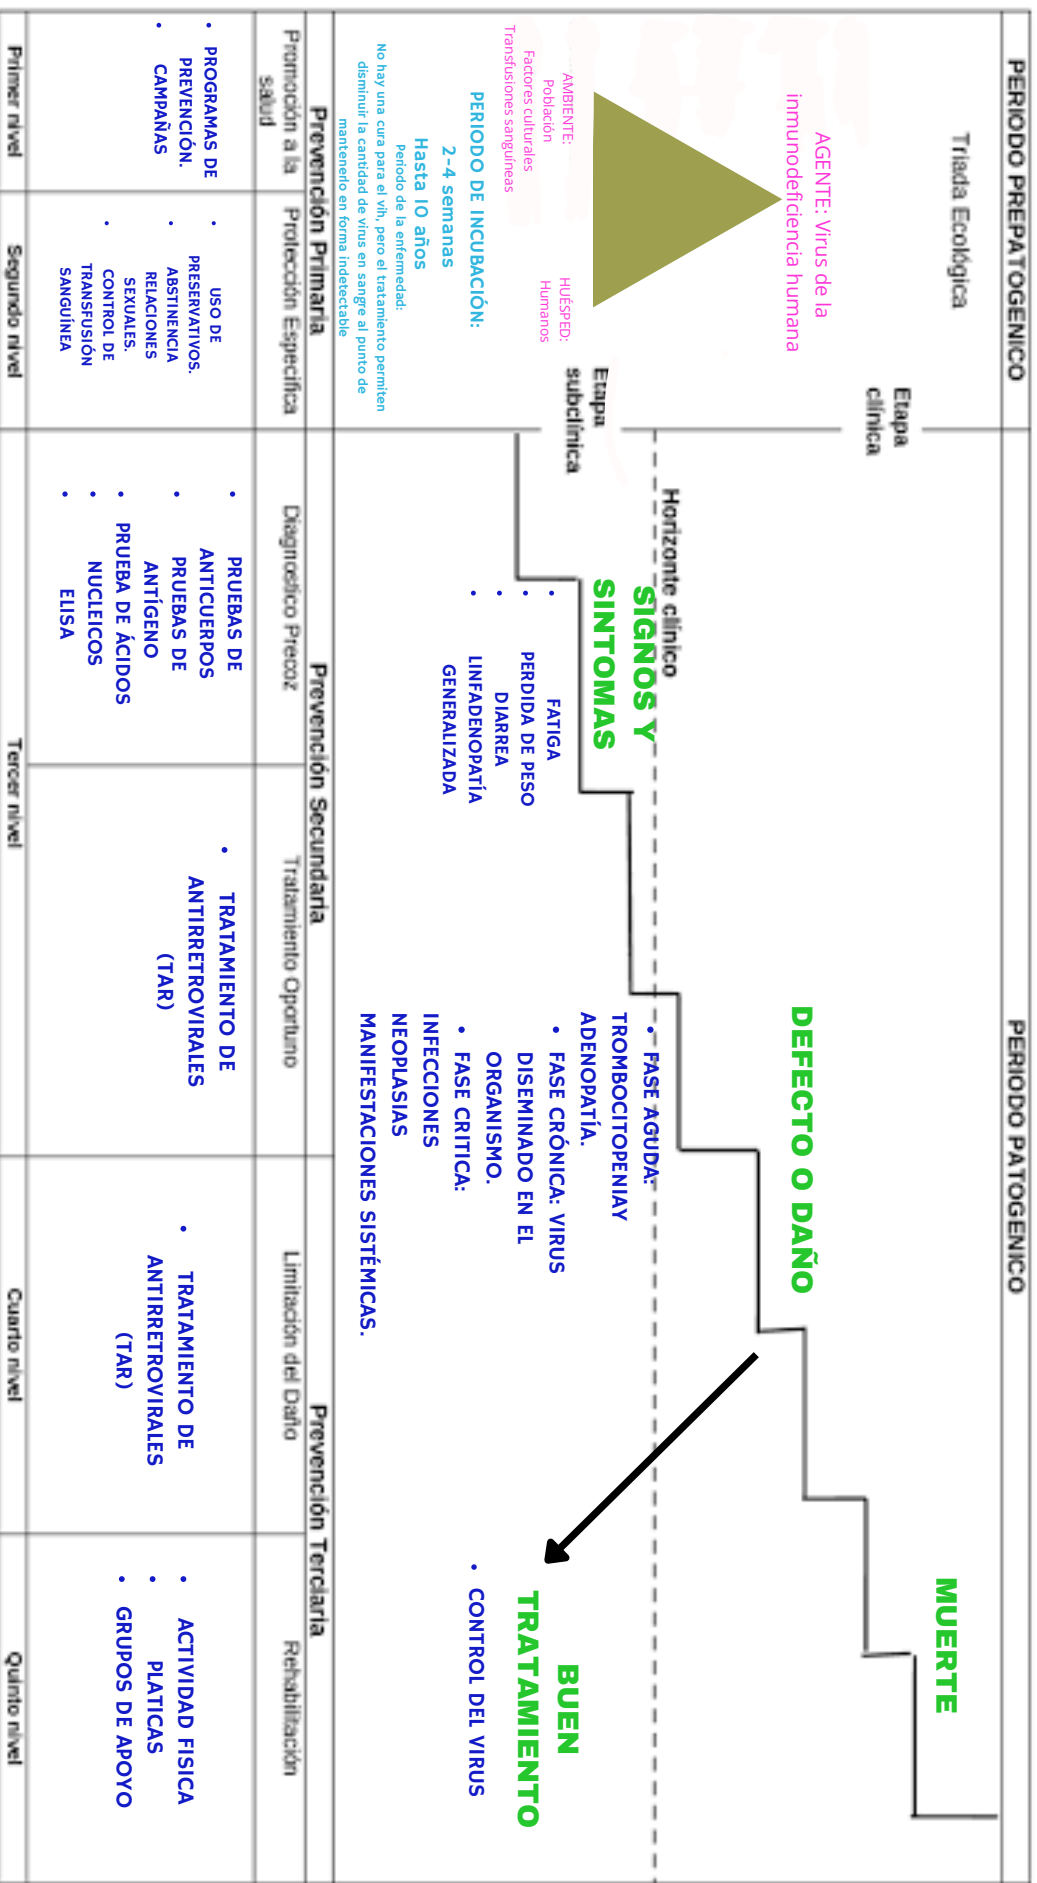 PERIODO PREPATOGENICO
PERIODO PATOGENICO
Triada Ecológica
AGENTE: Virus de la
inmunodeficiencia humana
AMBIENTE:
Población
Factores culturales
Transfusiones sanguíneas
HUÉSPED:
Humanos
PERIODO DE INCUBACIÓN:
2-4 semanas
Hasta 10 años
Periodo de la enfermedad:
No hay una cura para el vih, pero el tratamiento permiten
disminuir la cantidad de virus en sangre al punto de
mantenerlo en forma indetectable
Etapa
clínica
Etapa
subclínica
Horizonte clínico
SIGNOS Y
SINTOMAS
• FATIGA
• PERDIDA DE PESO
• DIARREA
• LINFADENOPATÍA
GENERALIZADA
DEFECTO O DAÑO
• FASE AGUDA:
TROMBOCITOPENIAY
ADENOPATÍA.
• FASE CRÓNICA: VIRUS
DISEMINADO EN EL
ORGANISMO.
• FASE CRITICA:
INFECCIONES
NEOPLASIAS
MANIFESTACIONES SISTÉMICAS.
MUERTE
BUEN
TRATAMIENTO
• CONTROL DEL VIRUS
Prevención Primaria
Prevención Secundaria
Prevención Terciaria
Promoción a la
salud
Protección Especifica
Diagnostico Precoz
Tratamiento Oportuno
Limitación del Daño
Rehabilitación
• PROGRAMAS DE
PREVENCIÓN.
• CAMPAÑAS
• USO DE
PRESERVATIVOS.
• ABSTINENCIA
RELACIONES
SEXUALES.
• CONTROL DE
TRANSFUSIÓN
SANGUÍNEA
• PRUEBAS DE
ANTICUERPOS
• PRUEBAS DE
ANTÍGENO
• PRUEBA DE ÁCIDOS
• NUCLEICOS
• ELISA
• TRATAMIENTO DE
ANTIRRETROVIRALES
(TAR)
• TRATAMIENTO DE
ANTIRRETROVIRALES
(TAR)
• ACTIVIDAD FISICA
• PLATICAS
• GRUPOS DE APOYO
Primer nivel
Segundo nivel
Tercer nivel
Cuarto nivel
Quinto nivel